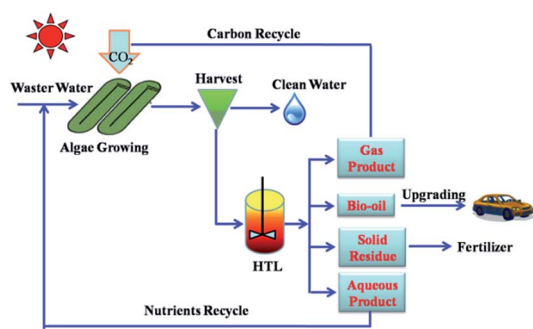 Carbon Recycle
CO₂
Waster Water
Harvest
Clean Water
Algae Growing
Gas
Product
Bio-oil
Upgrading
Solid
Residue
Fertilizer
HTL
Aqueous
Product
Nutrients Recycle